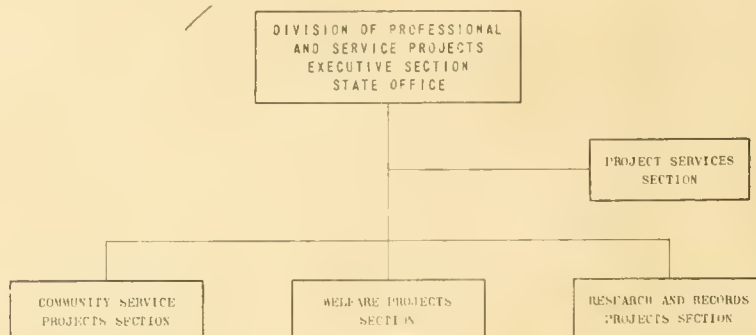 DIVISION OF PROFESSIONAL
AND SERVICE PROJECTS
EXECUTIVE SECTION
STATE OFFICE
PROJECT SERVICES
SECTION
COMMUNITY SERVICE
PROJECTS SECTION
WELFARE PROJECTS
SECTION
RESEARCH AND RECORDS
PROJECTS SECTION